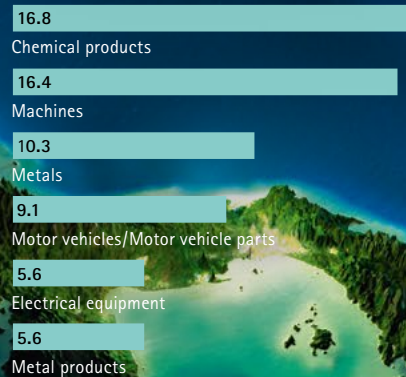 16.8
Chemical products
16.4
Machines
10.3
Metals
9.1
Motor vehicles/Motor vehicle parts
5.6
Electrical equipment
5.6
Metal products